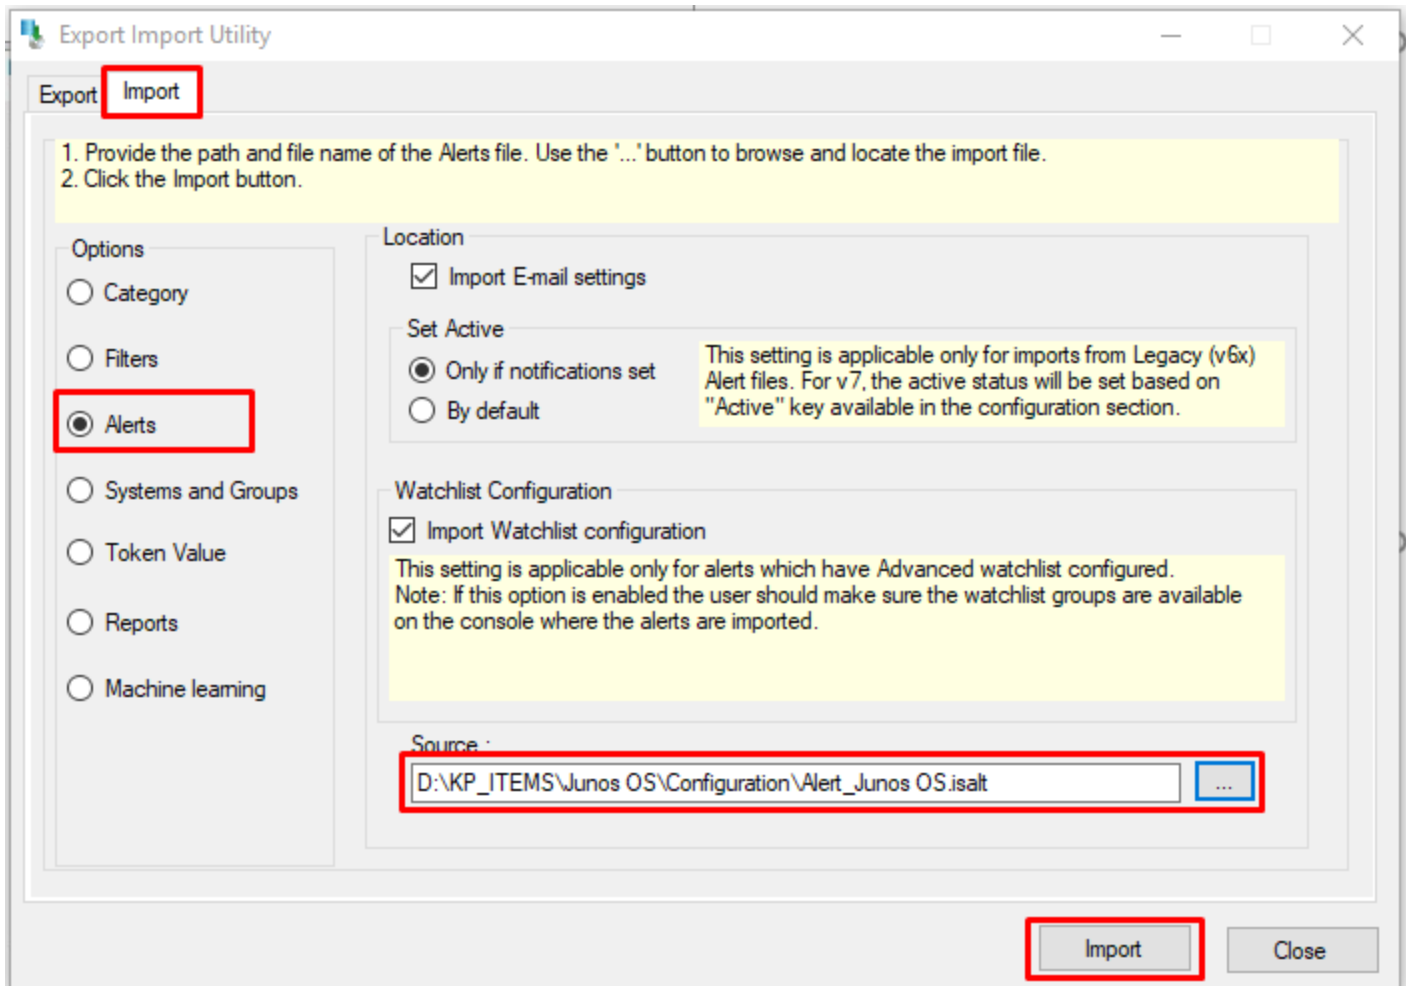 Export Import Utility
Export
Import
1. Provide the path and file name of the Alerts file. Use the '...' button to browse and locate the import file.
2. Click the Import button.
Options
Category
Filters
Alerts
Systems and Groups
Token Value
Reports
Machine learning
Location
Import E-mail settings
Set Active
Only if notifications set
By default
This setting is applicable only for imports from Legacy (v6x)
Alert files. For v7, the active status will be set based on
"Active" key available in the configuration section.
Watchlist Configuration
Import Watchlist configuration
This setting is applicable only for alerts which have Advanced watchlist configured.
Note: If this option is enabled the user should make sure the watchlist groups are available
on the console where the alerts are imported.
Source :
D:\KP_ITEMS\Junos OS\Configuration\Alert_Junos OS.isalt
...
Import
Close